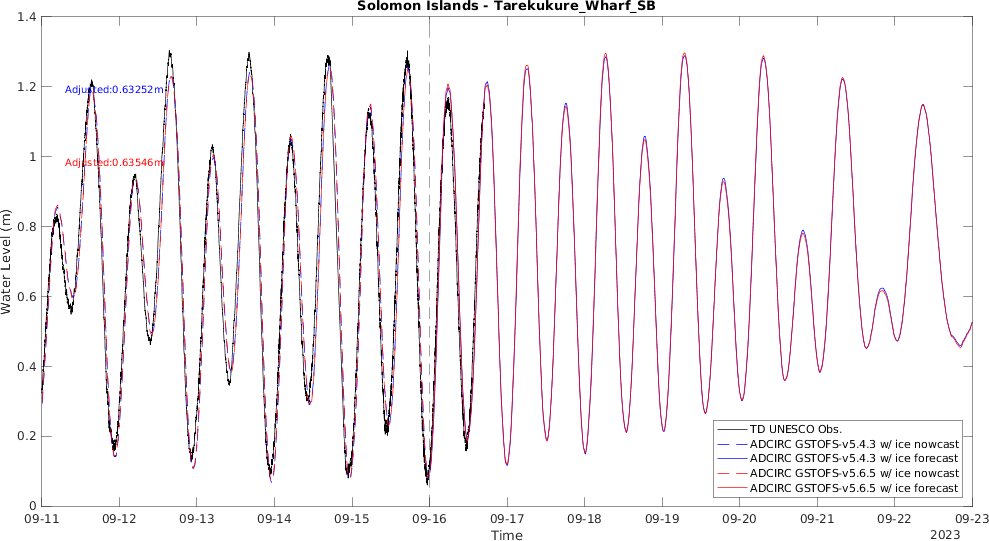 Solomon Islands - Tarekukure_Wharf_SB
1.4
1.2
1
0.8
0.6
0.4
0.2
0
Water Level (m)
Adjusted:0.63252m
Adjusted:0.63546m
TD UNESCO Obs.
ADCIRC GSTOFS-v5.4.3 w/ ice nowcast
ADCIRC GSTOFS-v5.4.3 w/ ice forecast
ADCIRC GSTOFS-v5.6.5 w/ ice nowcast
ADCIRC GSTOFS-v5.6.5 w/ ice forecast
09-11 09-12 09-13 09-14 09-15 09-16 09-17 09-18 09-19 09-20 09-21 09-22 09-23
Time
2023